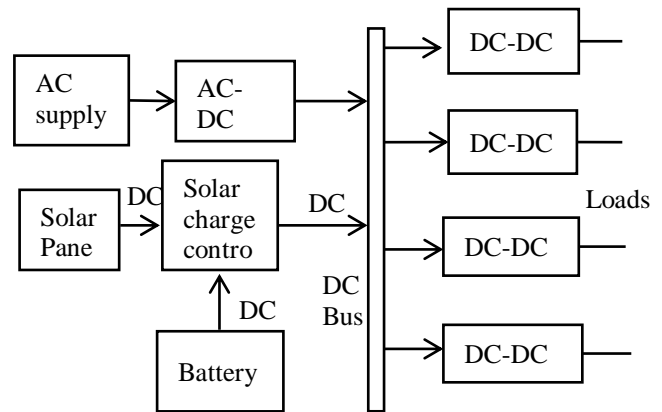 DC-DC
AC
supply
AC-
DC
DC-DC
DC
Solar
charge
contro
DC
Solar
Pane
Loads
DC-DC
DC
Bus
DC
Battery
DC-DC